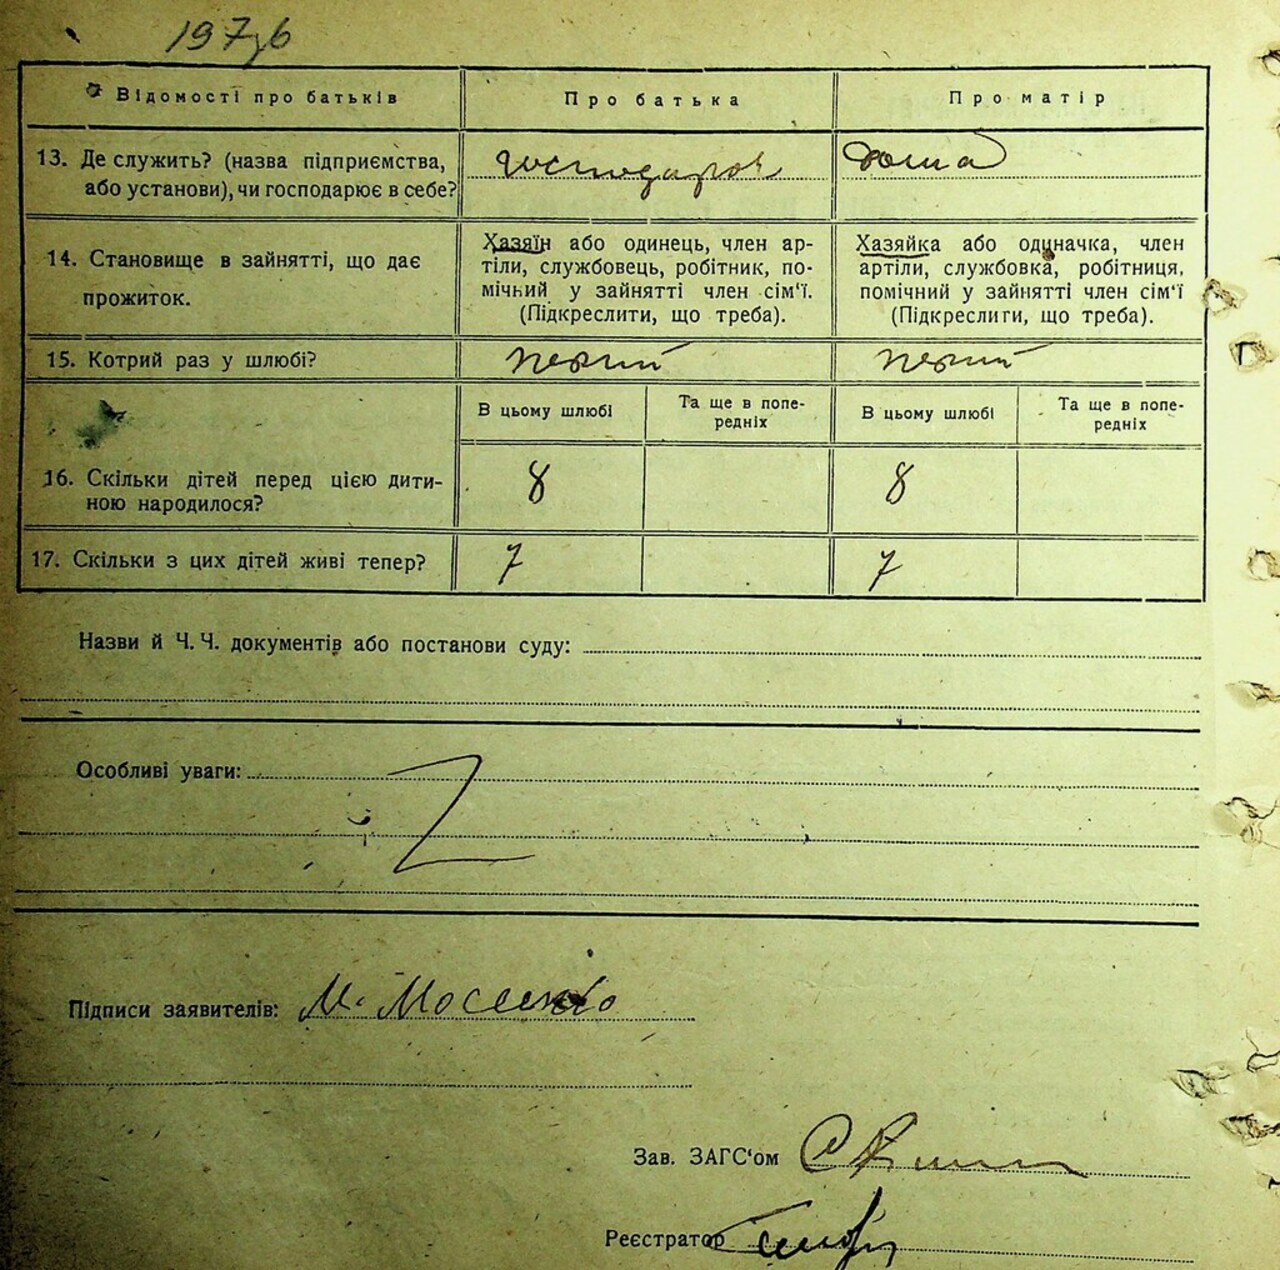 197зб
Відомості про батьків
Про батька
Про матір
13. Де служить? (назва підприємства,
або установи), чи господарює в себе?
господарює
дома
14. Становище в зайнятті, що дає
прожиток.
Хазяїн або одинець, член ар-
тілі, службовець, робітник, по-
мічний у зайнятті член сім'ї.
(Підкреслити, що треба).
Хазяйка або одиначка, член
артіли, службовка, робітниця,
помічний у зайнятті член сім'ї
(Підкреслити, що треба).
15. Котрий раз у шлюбі?
первий
первий
В цьому шлюбі
Та ще в попе-
редніх
В цьому шлюбі
Та ще в попе-
редніх
16. Скільки дітей перед цією дити-
ною народилося?
8
8
17. Скільки з цих дітей живі тепер?
7
7
Назви й Ч. Ч. документів або постанови суду:
Особливі уваги:
Підписи заявителів: М.
Зав. ЗАГС'ом
Реєстратор